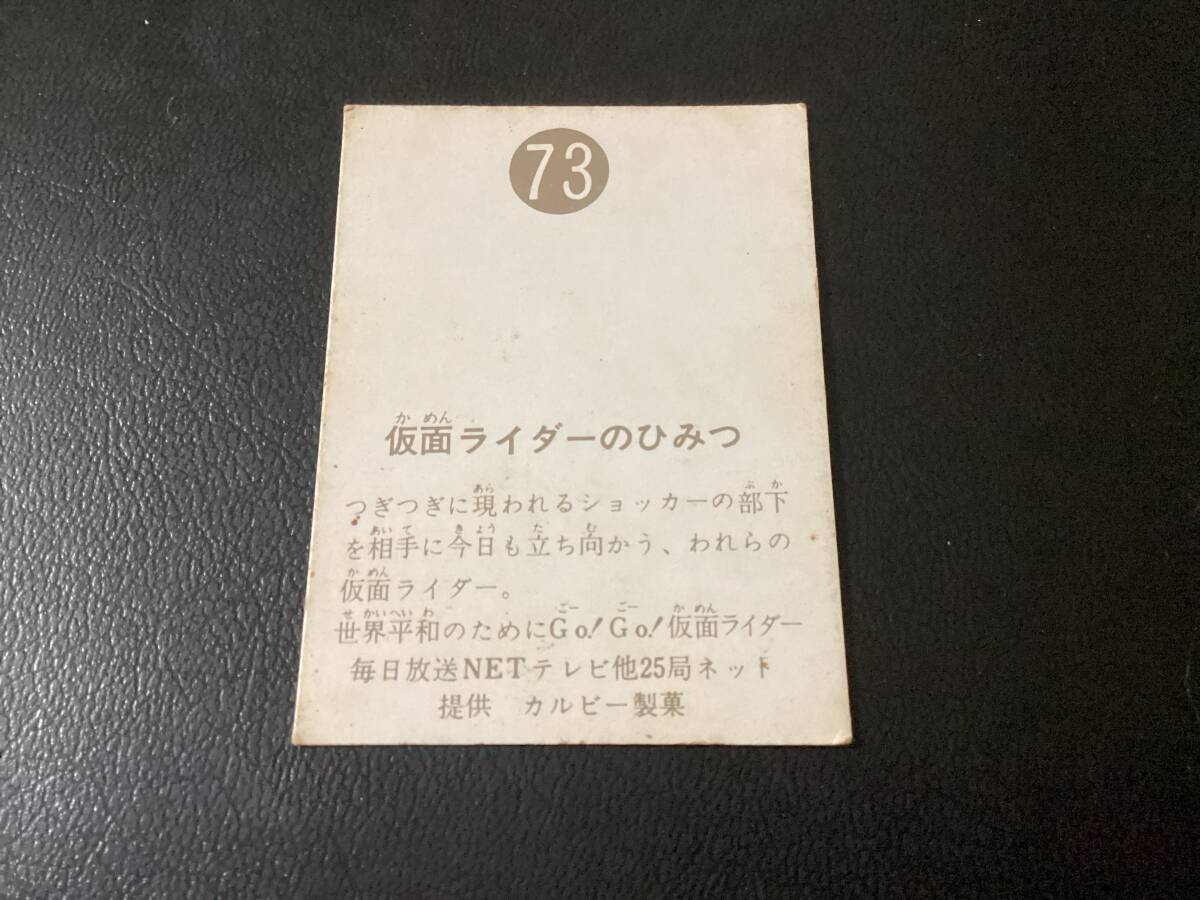 73
仮面ライダーのひみつ
つぎつぎに現われるショッカーの部下
を相手に今日も立ち向かう、われらの
仮面ライダー。
世界平和のためにGo!Go!仮面ライダー
毎日放送NETテレビ他25局ネット
提供 カルビー製菓